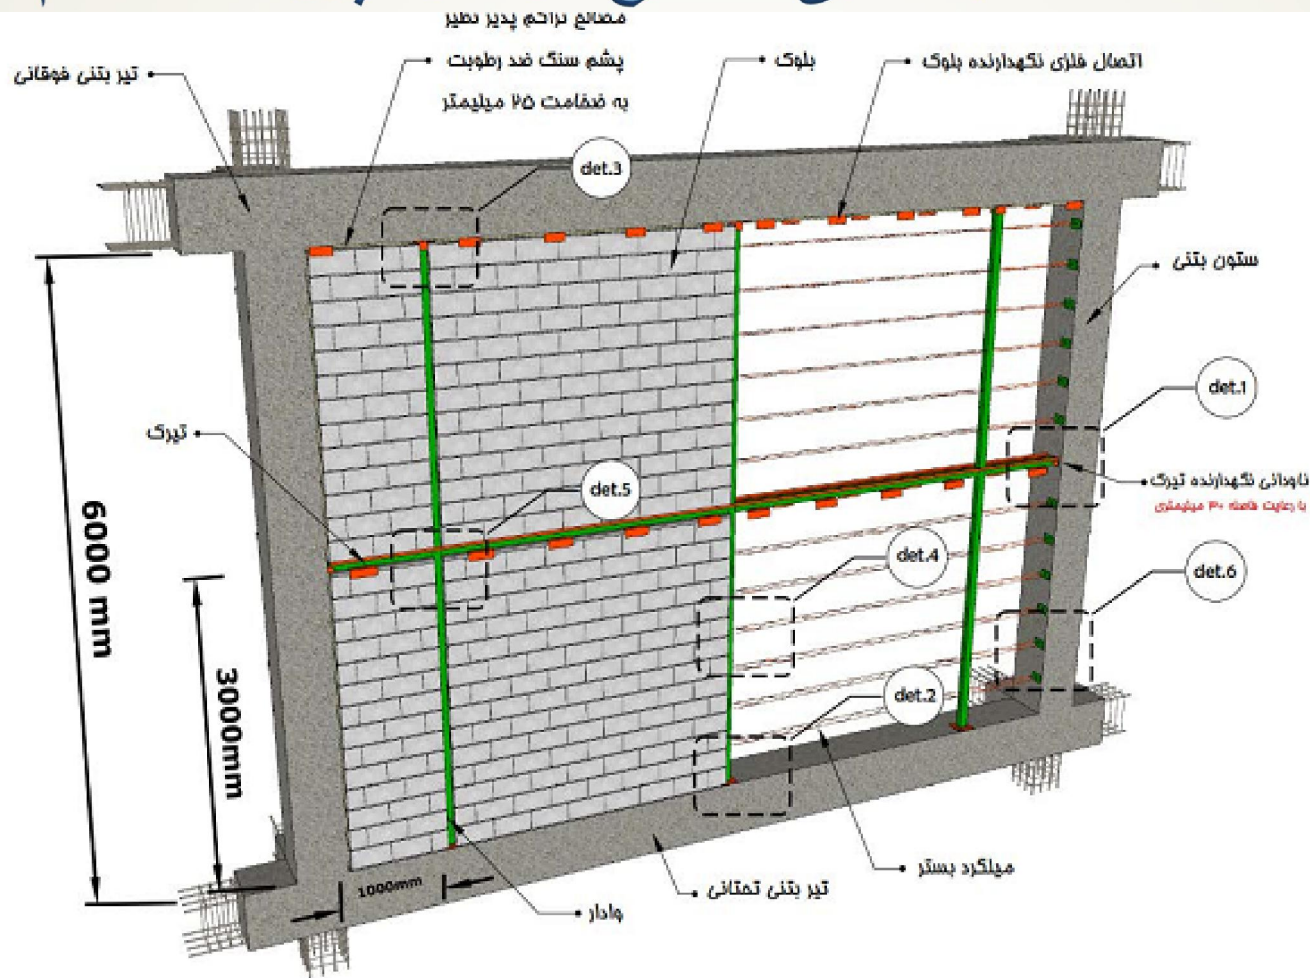 مصالح تراکم پذیر نظیر
پشم سنگ ضد رطوبت
به ضخامت ۲۵ میلیمتر
بلوک
اتصال فلزی نگهدارنده بلوک
تیر بتنی فوقانی
det.3
ستون بتنی
det.1
تیرک
det.5
ناودانی نگهدارنده تیرک
با رعایت فاصله ۳۰ میلیمتری
6000 mm
det.4
det.6
3000mm
det.2
میلگرد بستر
1000mm
تیر بتنی تحتانی
وادار